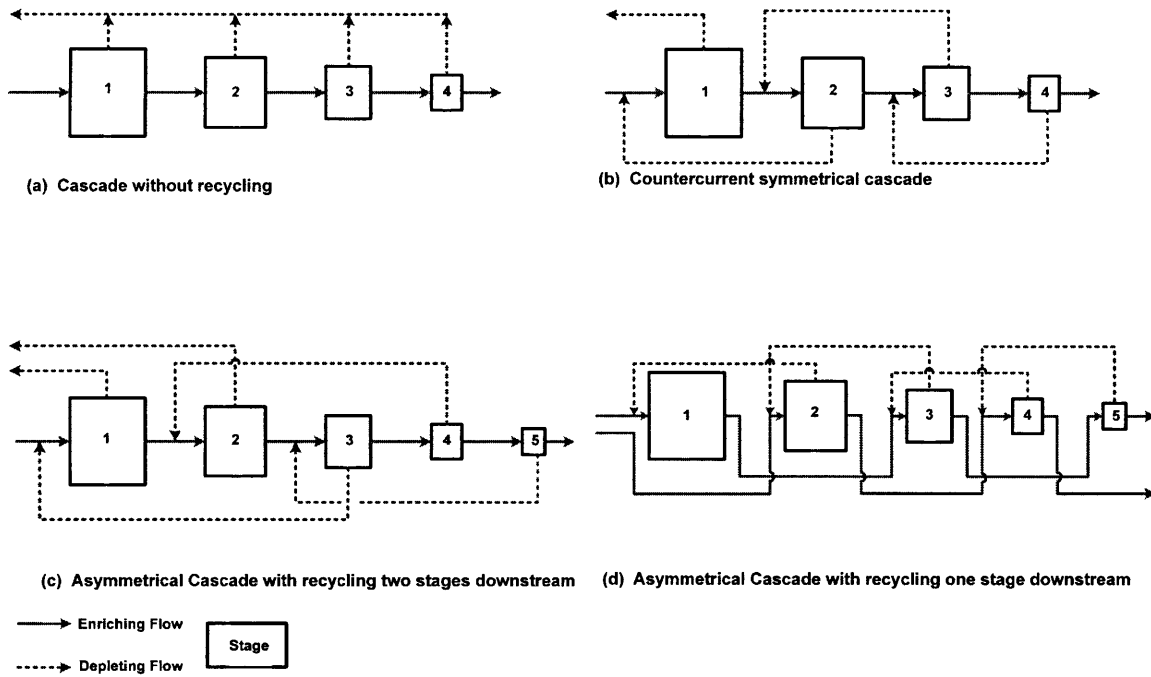 1
2
3
4
(a) Cascade without recycling
1
2
3
4
(b) Countercurrent symmetrical cascade
1
2
3
4
5
(c) Asymmetrical Cascade with recycling two stages downstream
1
2
3
4
5
(d) Asymmetrical Cascade with recycling one stage downstream
Enriching Flow
Depleting Flow
Stage